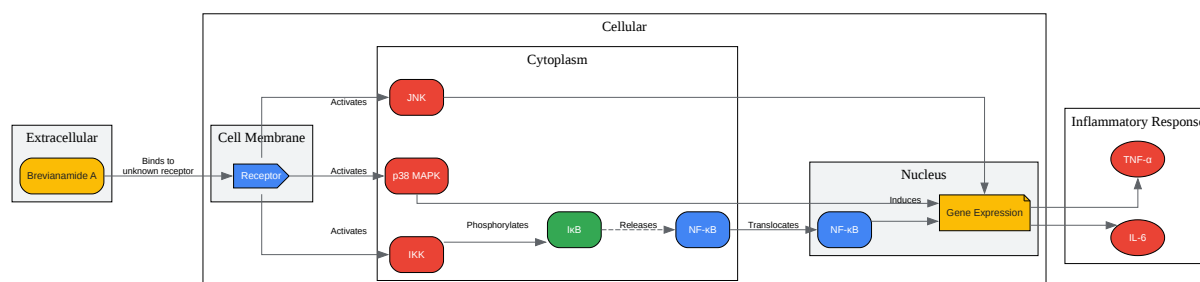 Cellular
Cytoplasm
JNK
Activates
Extracellular
Cell Membrane
Inflammatory Response
Brevianamide A
Binds to
unknown receptor
Receptor
Activates
p38 MAPK
Nucleus
TNF-α
Induces
Gene Expression
Activates
IKK
Phosphorylates
IκB
Releases
NF-κB
Translocates
NF-κB
IL-6